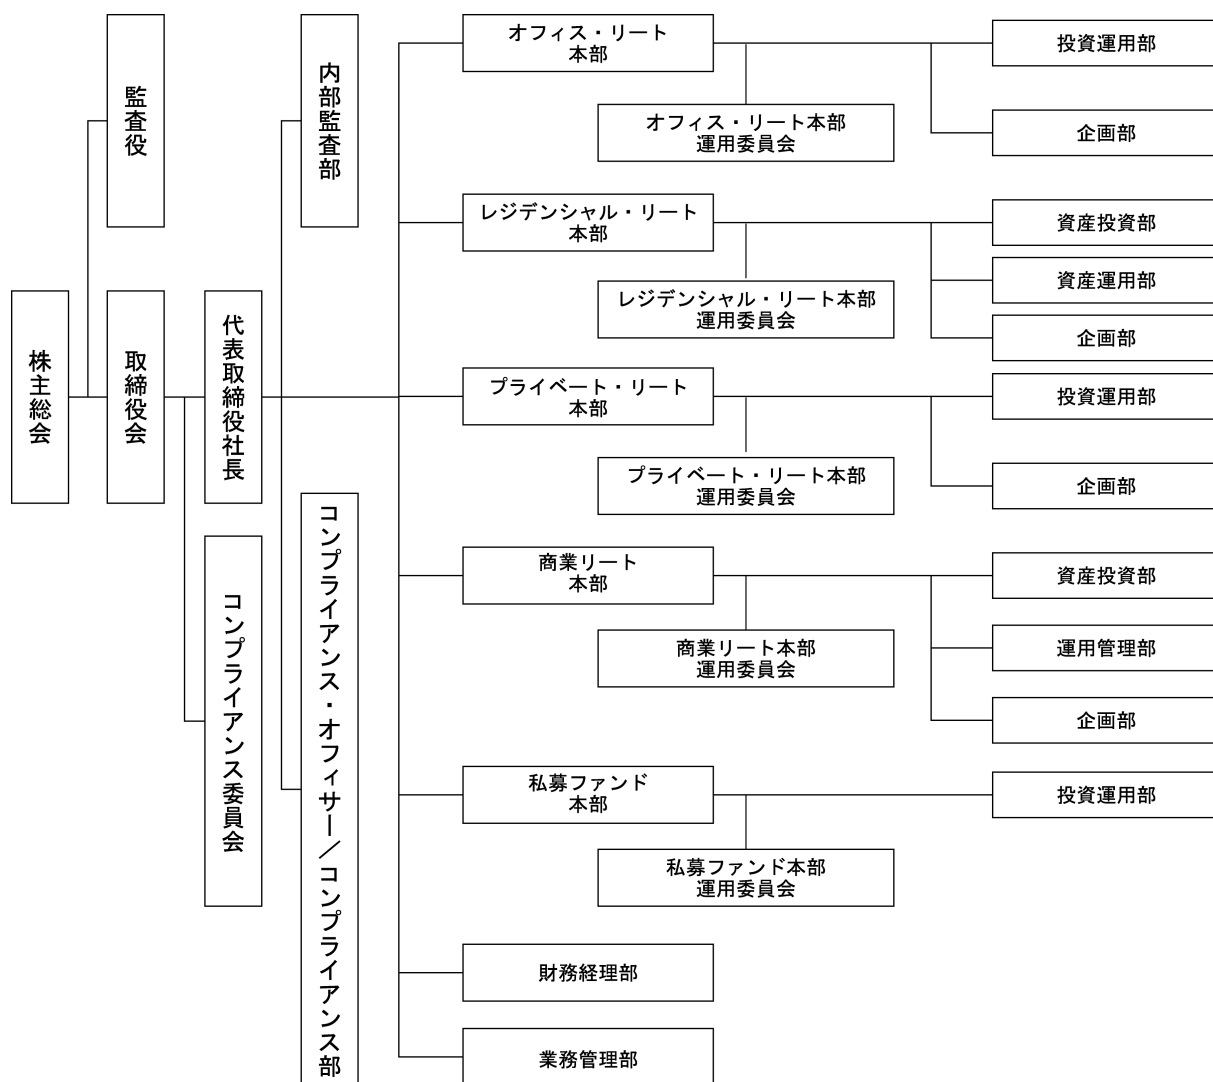 株主総会
監査役
取締役会
代表取締役社長
コンプライアンス委員会
内部監査部
コンプライアンス・オフィサー／コンプライアンス部
オフィス・リート
本部
オフィス・リート本部
運用委員会
投資運用部
企画部
レジデンシャル・リート
本部
レジデンシャル・リート本部
運用委員会
資産投資部
資産運用部
企画部
プライベート・リート
本部
プライベート・リート本部
運用委員会
投資運用部
企画部
商業リート
本部
商業リート本部
運用委員会
資産投資部
運用管理部
企画部
私募ファンド
本部
私募ファンド本部
運用委員会
投資運用部
財務経理部
業務管理部